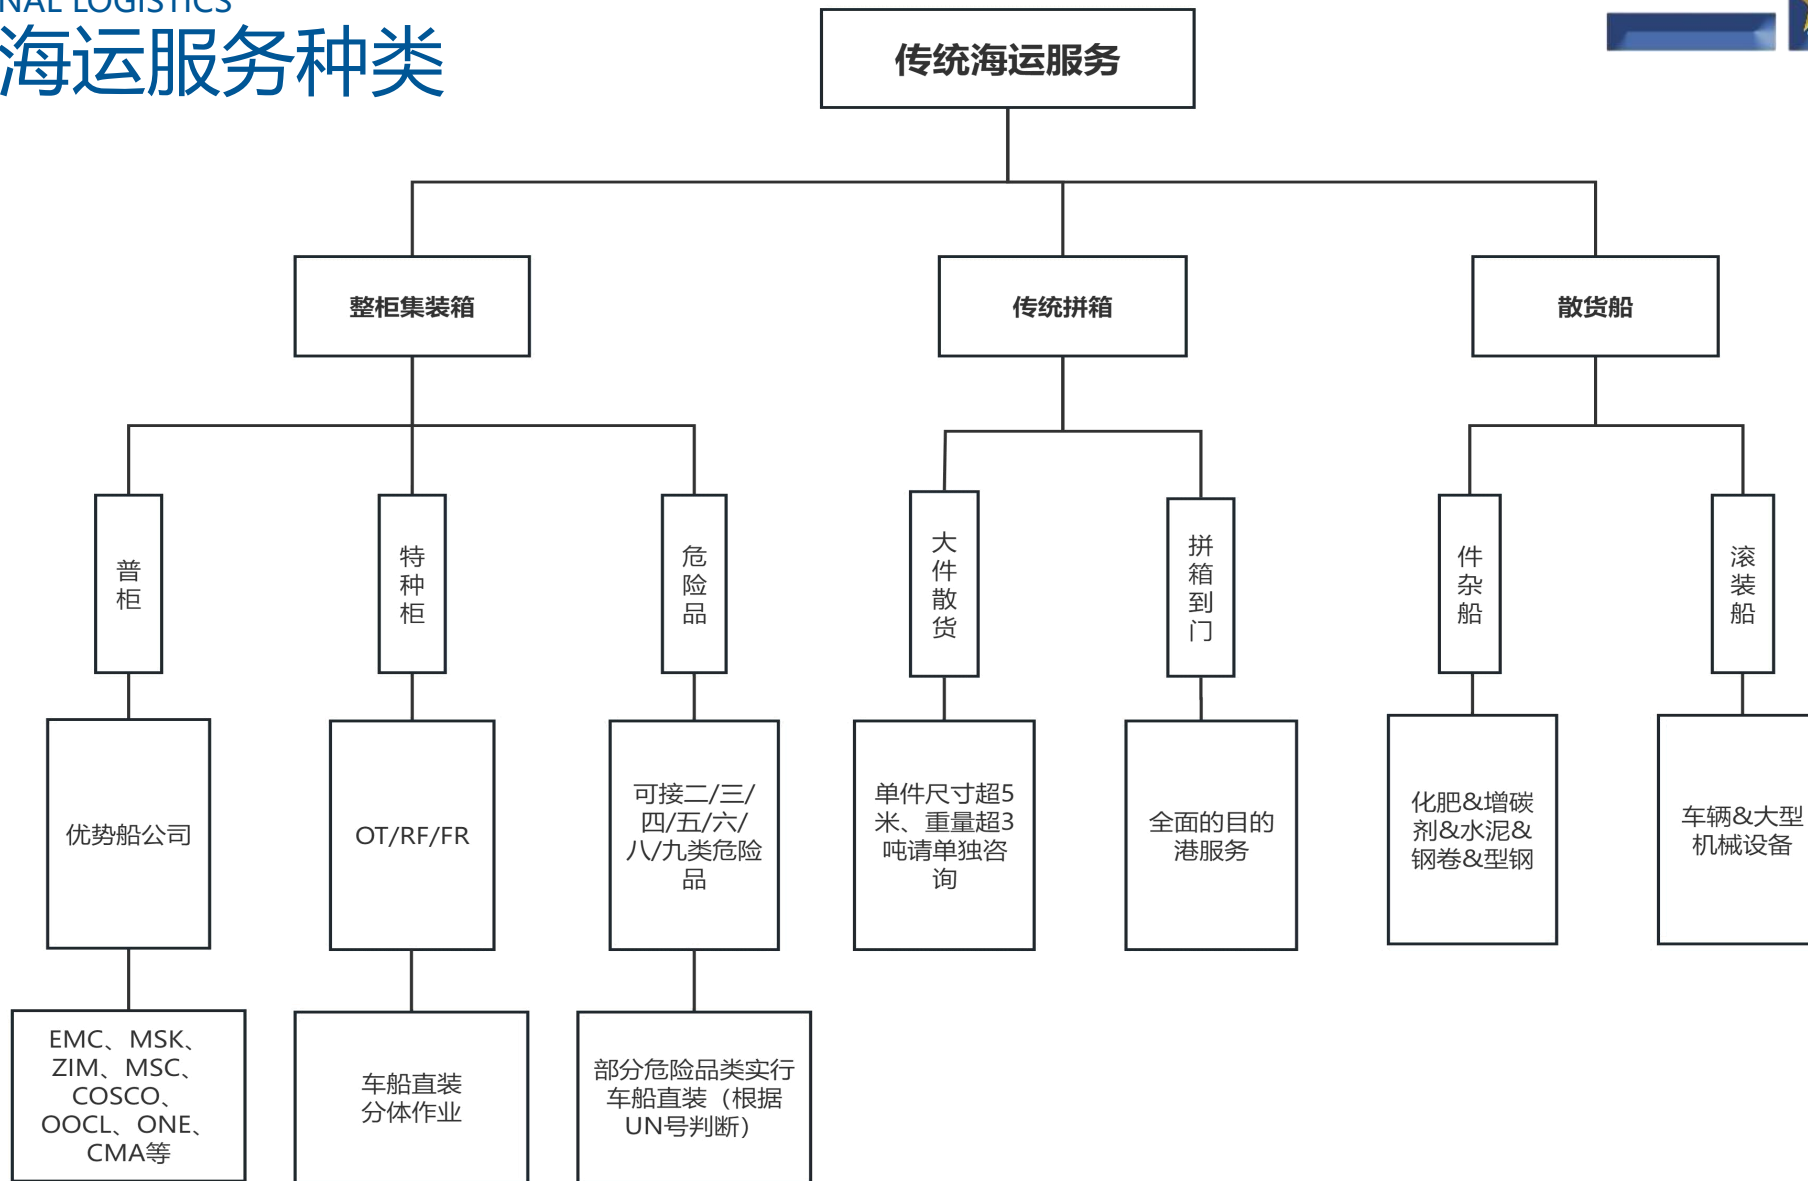 NAL LOGISTICS
海运服务种类
传统海运服务
整柜集装箱
传统拼箱
散货船
普柜
特种柜
危险品
大件散货
拼箱到门
件杂船
滚装船
优势船公司
OT/RF/FR
可接二/三/
四/五/六/
八/九类危险
品
单件尺寸超5
米、重量超3
吨请单独咨
询
全面的目的
港服务
化肥&增碳
剂&水泥&
钢卷&型钢
车辆&大型
机械设备
EMC、MSK、
ZIM、MSC、
COSCO、
OOCL、ONE、
CMA等
车船直装
分体作业
部分危险品类实行
车船直装（根据
UN号判断）